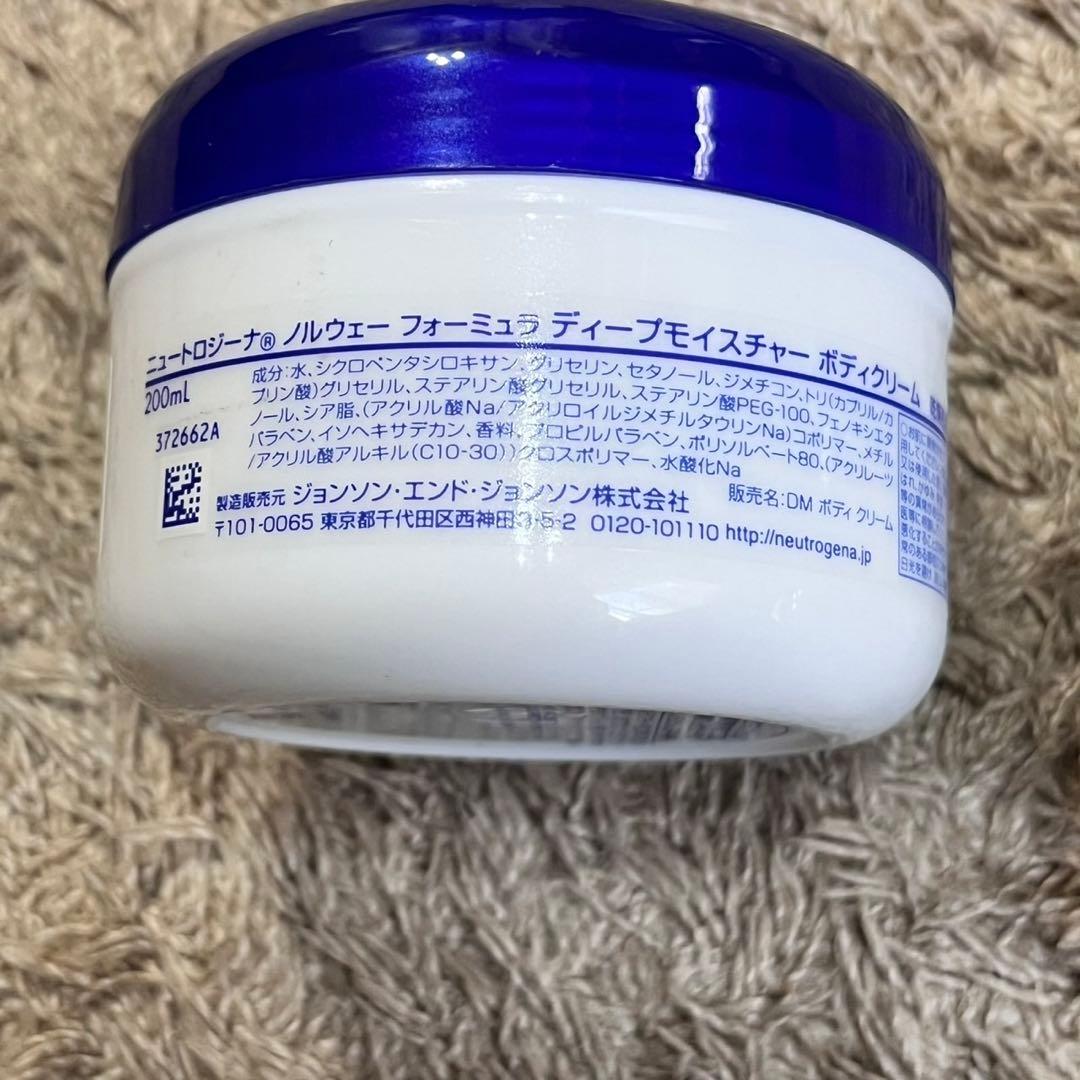 ニュートロジーナ® ノルウェー フォーミュラ ディープモイスチャー ボディクリーム
200mL
成分:水、シクロペンタシロキサン、グリセリン、セタノール、ジメチコン、トリ(カプリル/カ
プリン酸)グリセリル、ステアリン酸グリセリル、ステアリン酸PEG-100、フェノキシエタ
ノール、シア脂、(アクリル酸Na/アクリロイルジメチルタウリンNa)コポリマー、メチル
パラベン、イソヘキサデカン、香料、プロピルパラベン、ポリソルベート80、(アクリレーツ
/アクリル酸アルキル(C10-30))クロスポリマー、水酸化Na
372662A
製造販売元 ジョンソン・エンド・ジョンソン株式会社 販売名:DM ボディクリーム
〒101-0065 東京都千代田区西神田3-5-2 0120-101110 http://neutrogena.jp